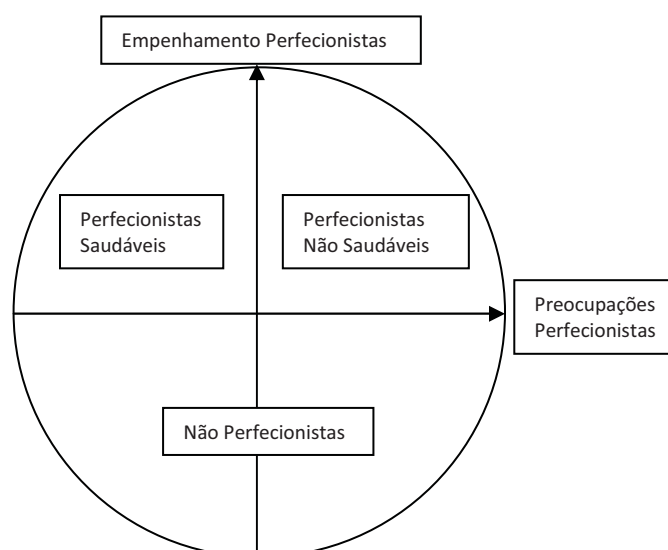 Empenhamento Perfecionistas
Perfecionistas
Saudáveis
Perfecionistas
Não Saudáveis
Preocupações
Perfecionistas
Não Perfecionistas